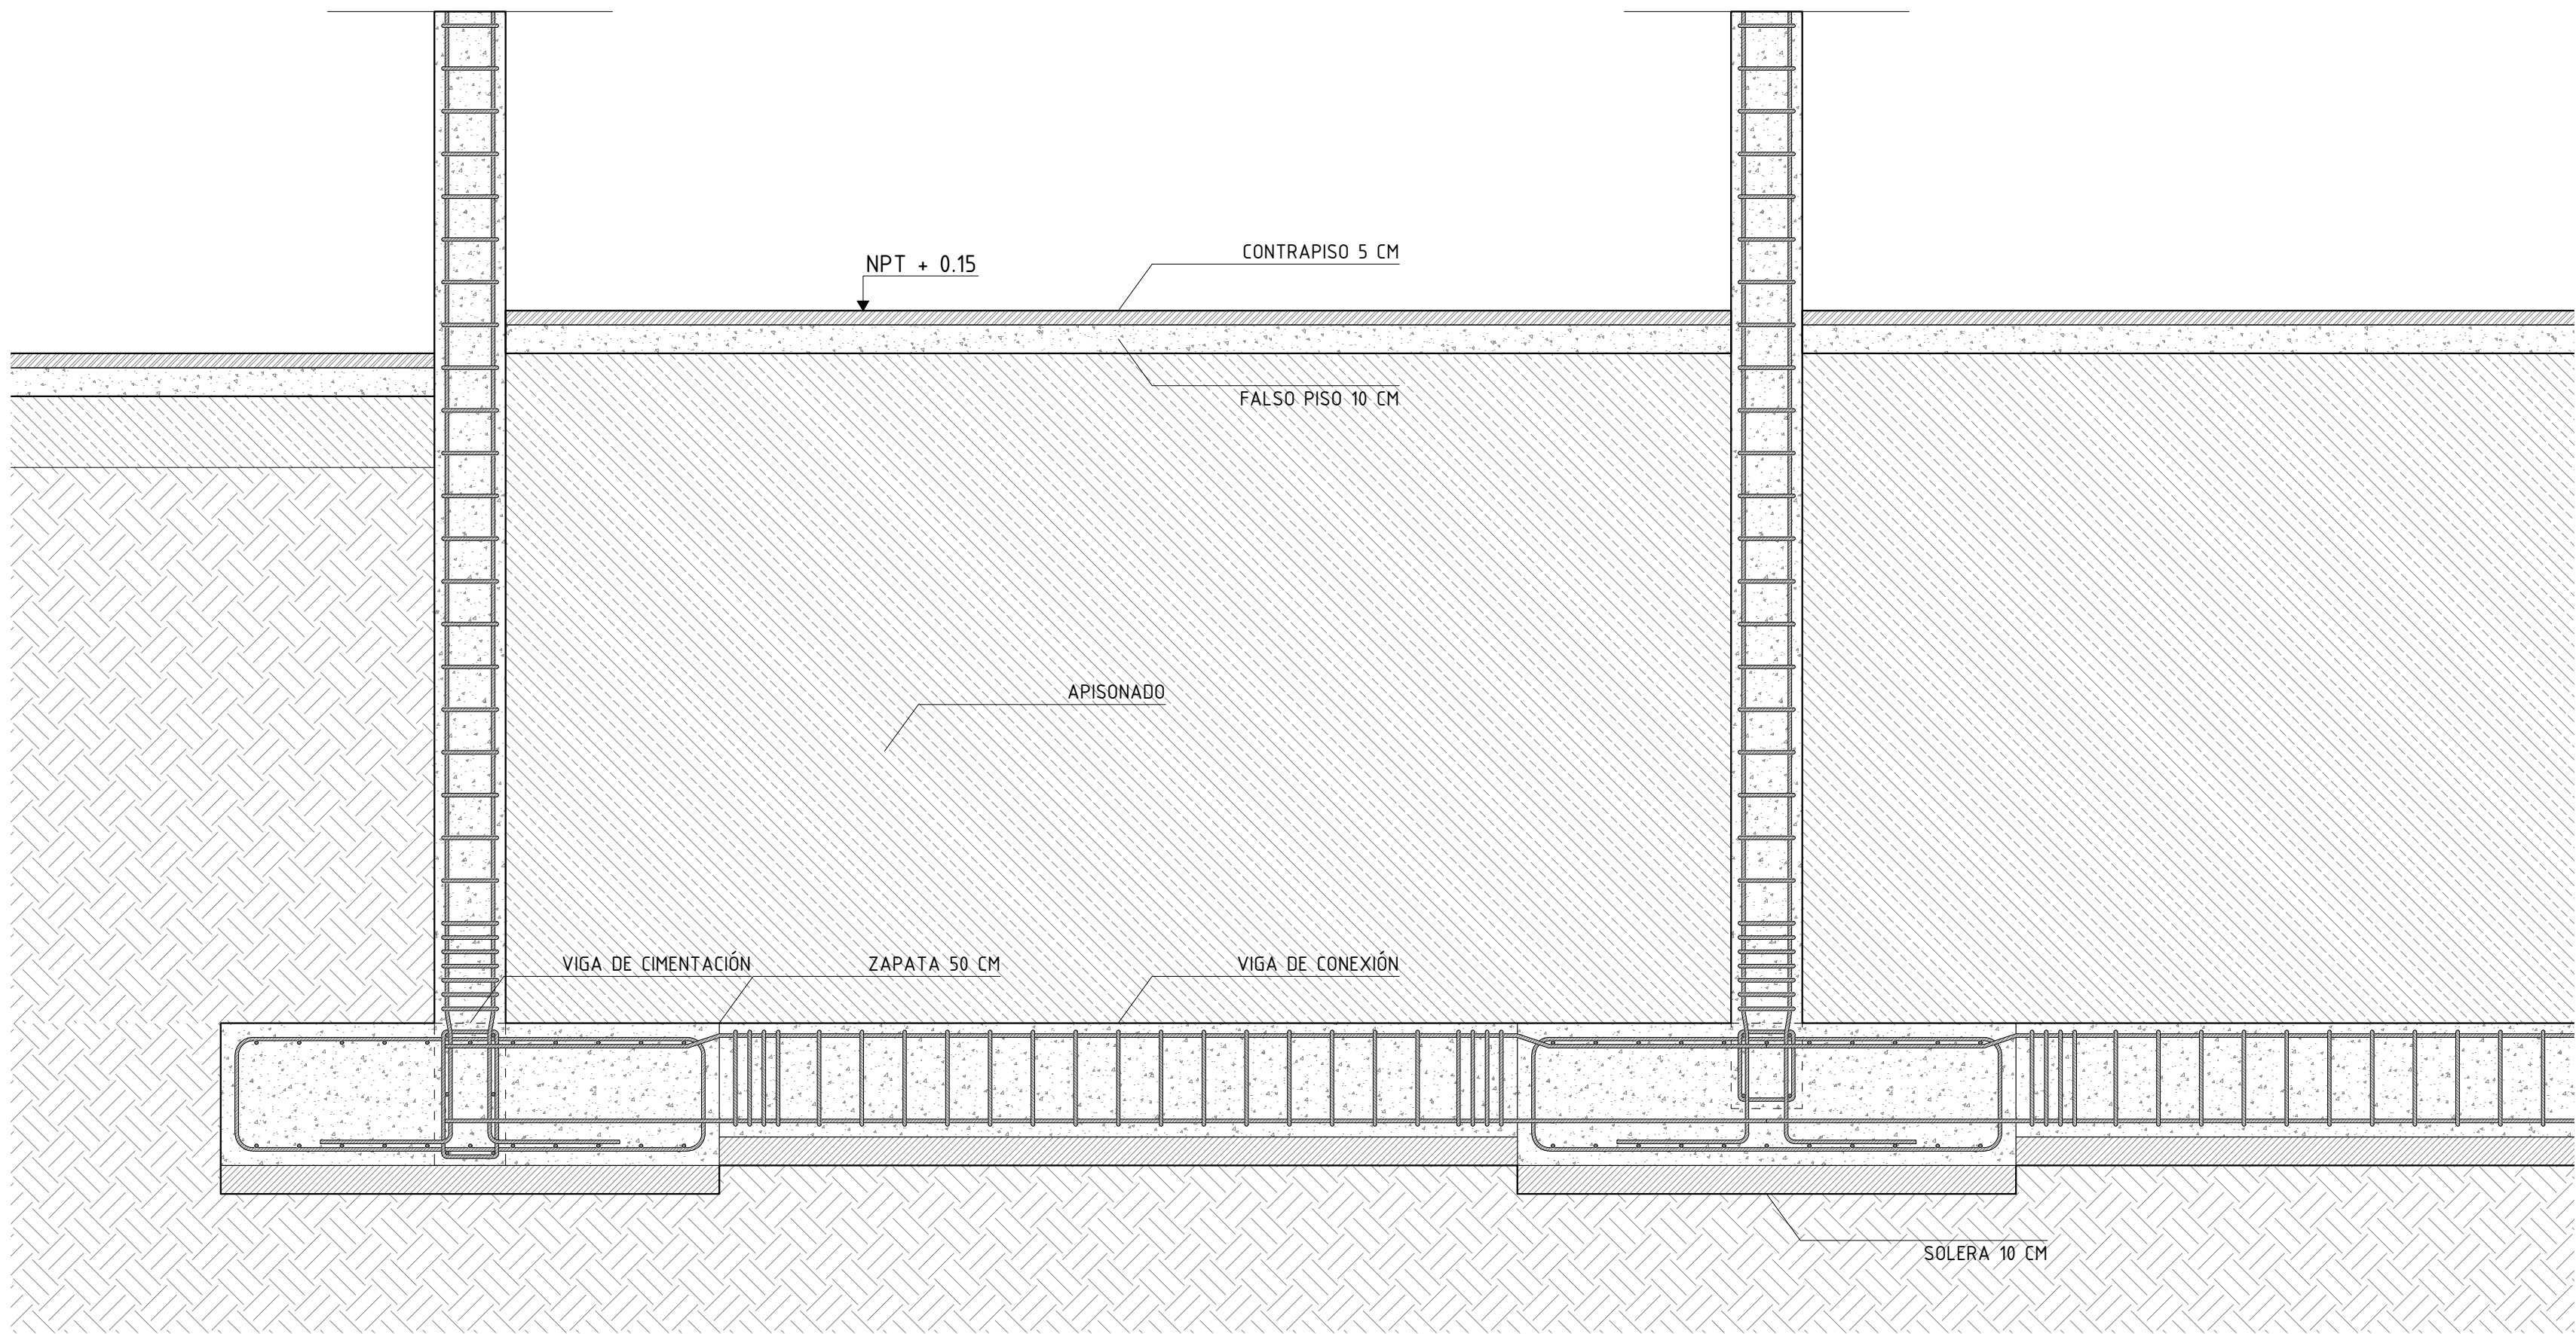 CONTRAPISO 5 CM
NPT + 0.15
FALSO PISO 10 CM
APISONADO
VIGA DE CIMENTACIÓN
ZAPATA 50 CM
VIGA DE CONEXIÓN
SOLERA 10 CM